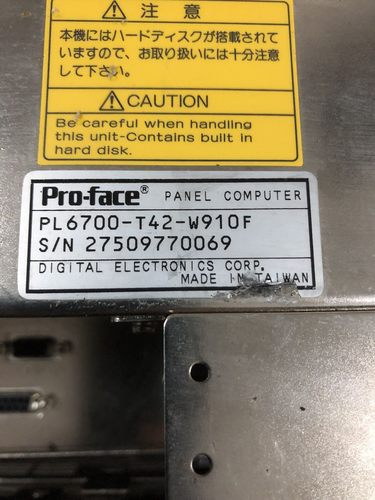 注 意
本機にはハードディスクが搭載されて
いますので、お取り扱いには十分注意
して下さい。
CAUTION
Be careful when handling
this unit-Contains built in
hard disk.
Pro-face® PANEL COMPUTER
PL6700-T42-W910F
S/N 27509770069
DIGITAL ELECTRONICS CORP.
MADE IN TAIWAN